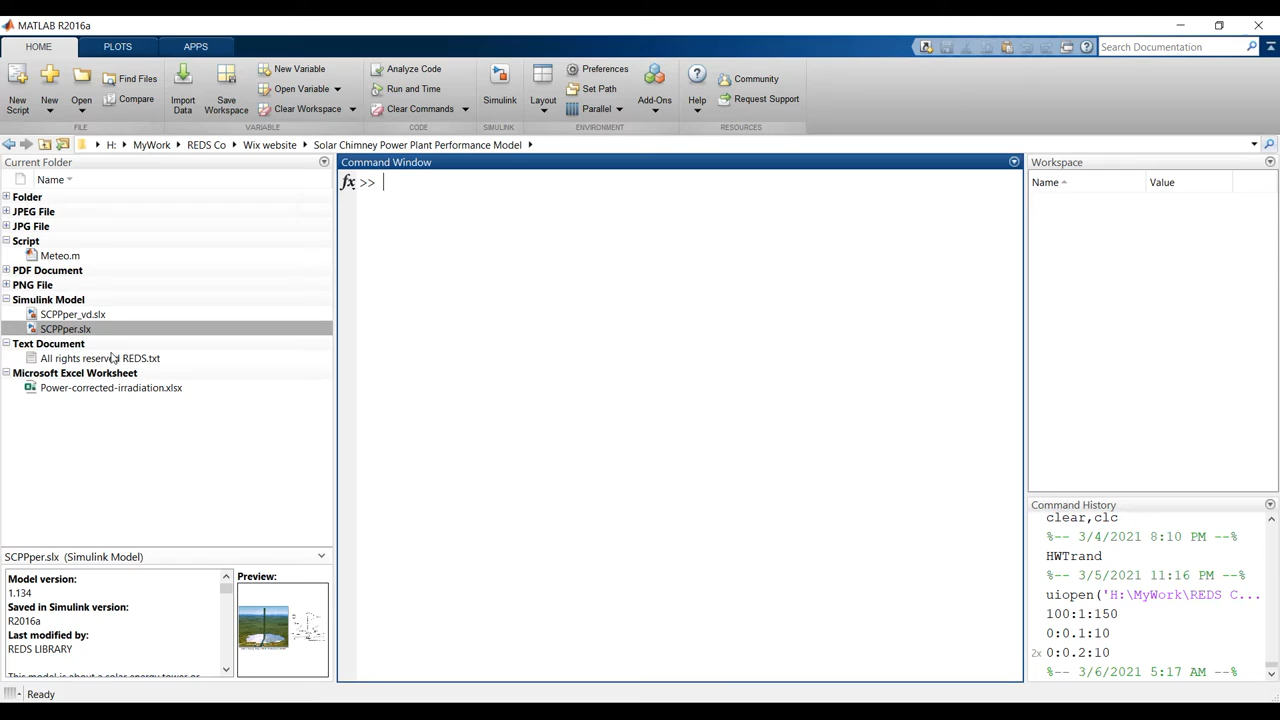 MATLAB R2016a
HOME
PLOTS
APPS
Search Documentation
New Script
New
Open
Find Files
Compare
Import Data
Save Workspace
New Variable
Open Variable
Clear Workspace
Analyze Code
Run and Time
Clear Commands
Simulink
Layout
Preferences
Set Path
Parallel
Add-Ons
Help
Community
Request Support
FILE
VARIABLE
CODE
SIMULINK
ENVIRONMENT
RESOURCES
H: MyWork REDS Co Wix website Solar Chimney Power Plant Performance Model
Current Folder
Name
Folder
JPEG File
JPG File
Script
Meteo.m
PDF Document
PNG File
Simulink Model
SCPPper_vd.slx
SCPPper.slx
Text Document
All rights reserved REDS.txt
Microsoft Excel Worksheet
Power-corrected-irradiation.xlsx
SCPPper.slx (Simulink Model)
Model version:
1.134
Saved in Simulink version:
R2016a
Last modified by:
REDS LIBRARY
This model is about a solar energy tower or
Preview:
Command Window
fx >>
Workspace
Name
Value
Command History
clear,clc
%-- 3/4/2021 8:10 PM --%
HWTrand
%-- 3/5/2021 11:16 PM --%
uiopen('H:\MyWork\REDS C...
100:1:150
0:0.1:10
2x 0:0.2:10
%-- 3/6/2021 5:17 AM --%
Ready